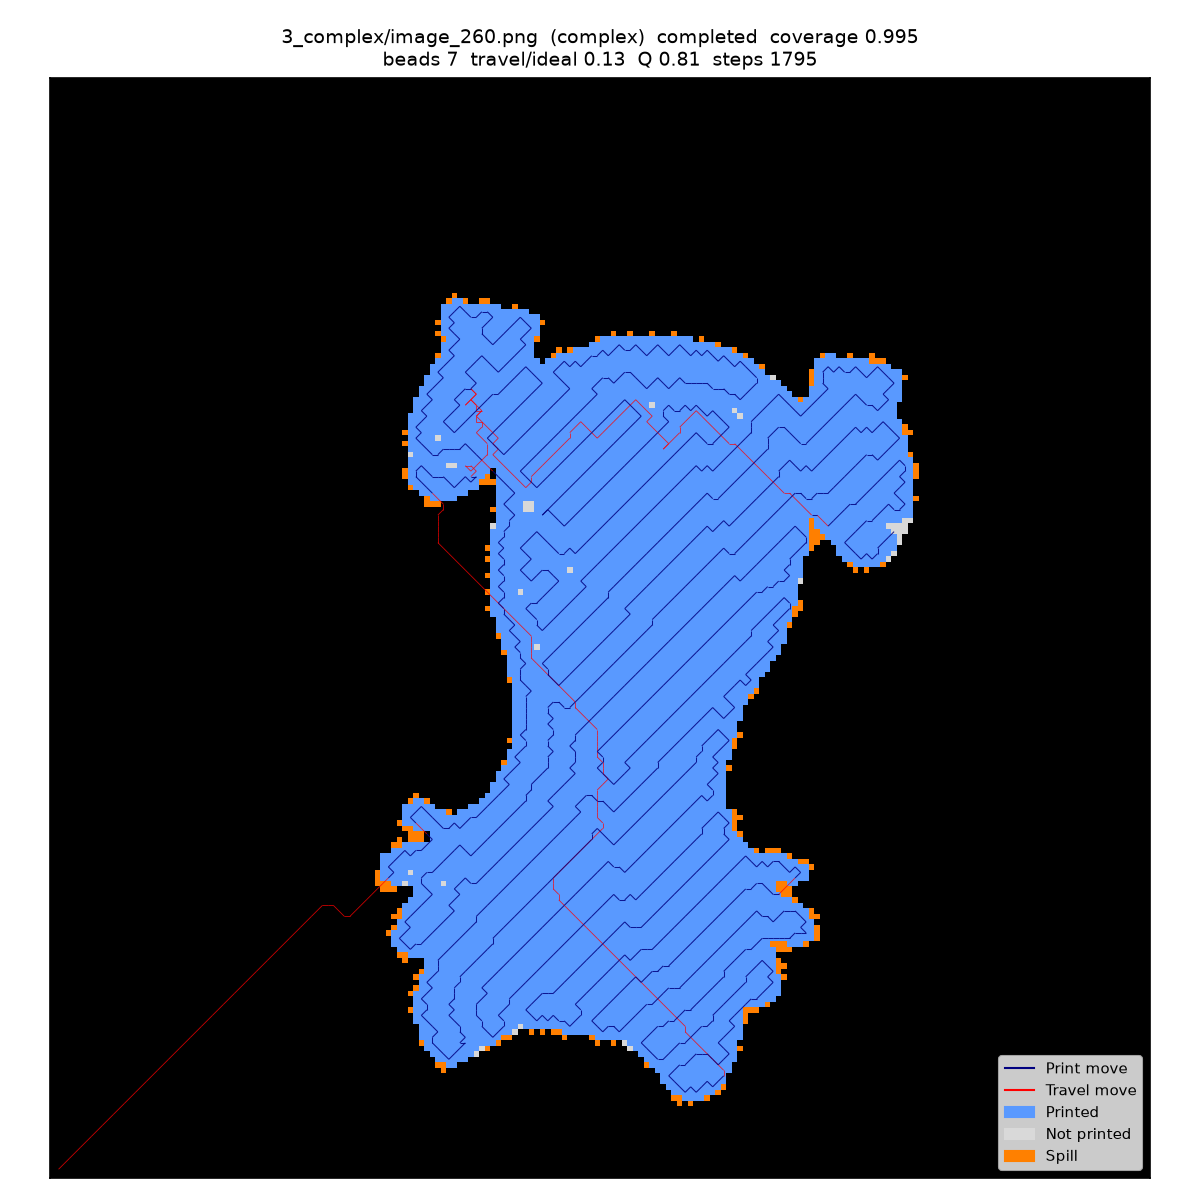 3_complex/image_260.png  (complex)  completed  coverage 0.995
beads 7  travel/ideal 0.13  Q 0.81  steps 1795
Print move
Travel move
Printed
Not printed
Spill